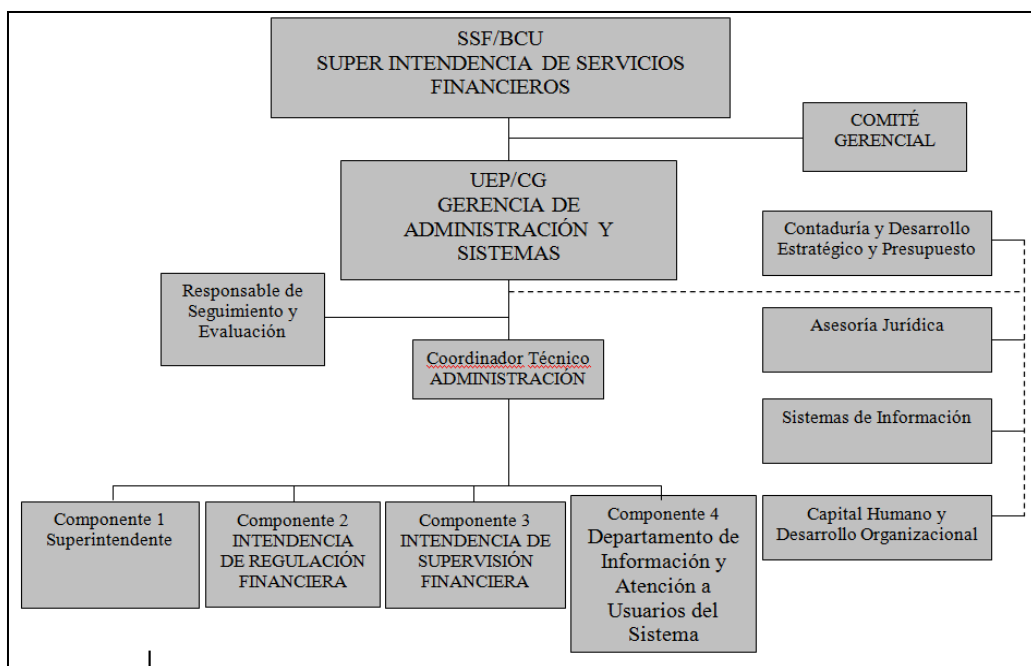 SSF/BCU
SUPER INTENDENCIA DE SERVICIOS
FINANCIEROS
COMITÉ
GERENCIAL
UEP/CG
GERENCIA DE
ADMINISTRACIÓN Y
SISTEMAS
Contaduría y Desarrollo
Estratégico y Presupuesto
Responsable de
Seguimiento y
Evaluación
Asesoría Jurídica
Coordinador Técnico
ADMINISTRACIÓN
Sistemas de Información
Componente 1
Superintendente
Componente 2
INTENDENCIA
DE REGULACIÓN
FINANCIERA
Componente 3
INTENDENCIA DE
SUPERVISIÓN
FINANCIERA
Componente 4
Departamento de
Información y
Atención a
Usuarios del
Sistema
Capital Humano y
Desarrollo Organizacional